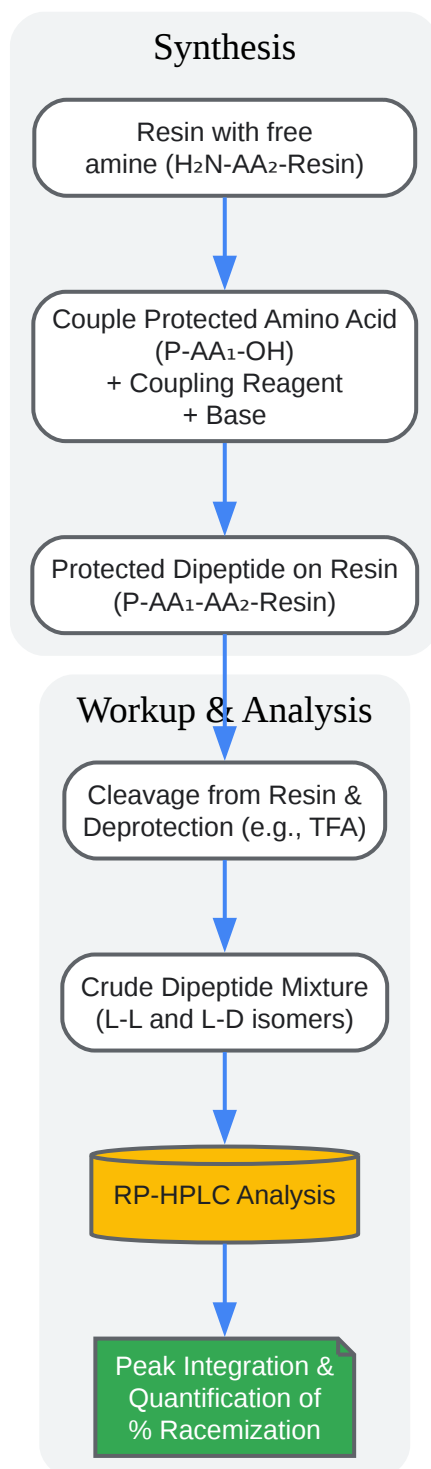 Synthesis
Resin with free
amine (H₂N-AA₂-Resin)
Couple Protected Amino Acid
(P-AA₁-OH)
+ Coupling Reagent
+ Base
Protected Dipeptide on Resin
(P-AA₁-AA₂-Resin)
Workup & Analysis
Cleavage from Resin &
Deprotection (e.g., TFA)
Crude Dipeptide Mixture
(L-L and L-D isomers)
RP-HPLC Analysis
Peak Integration &
Quantification of
% Racemization